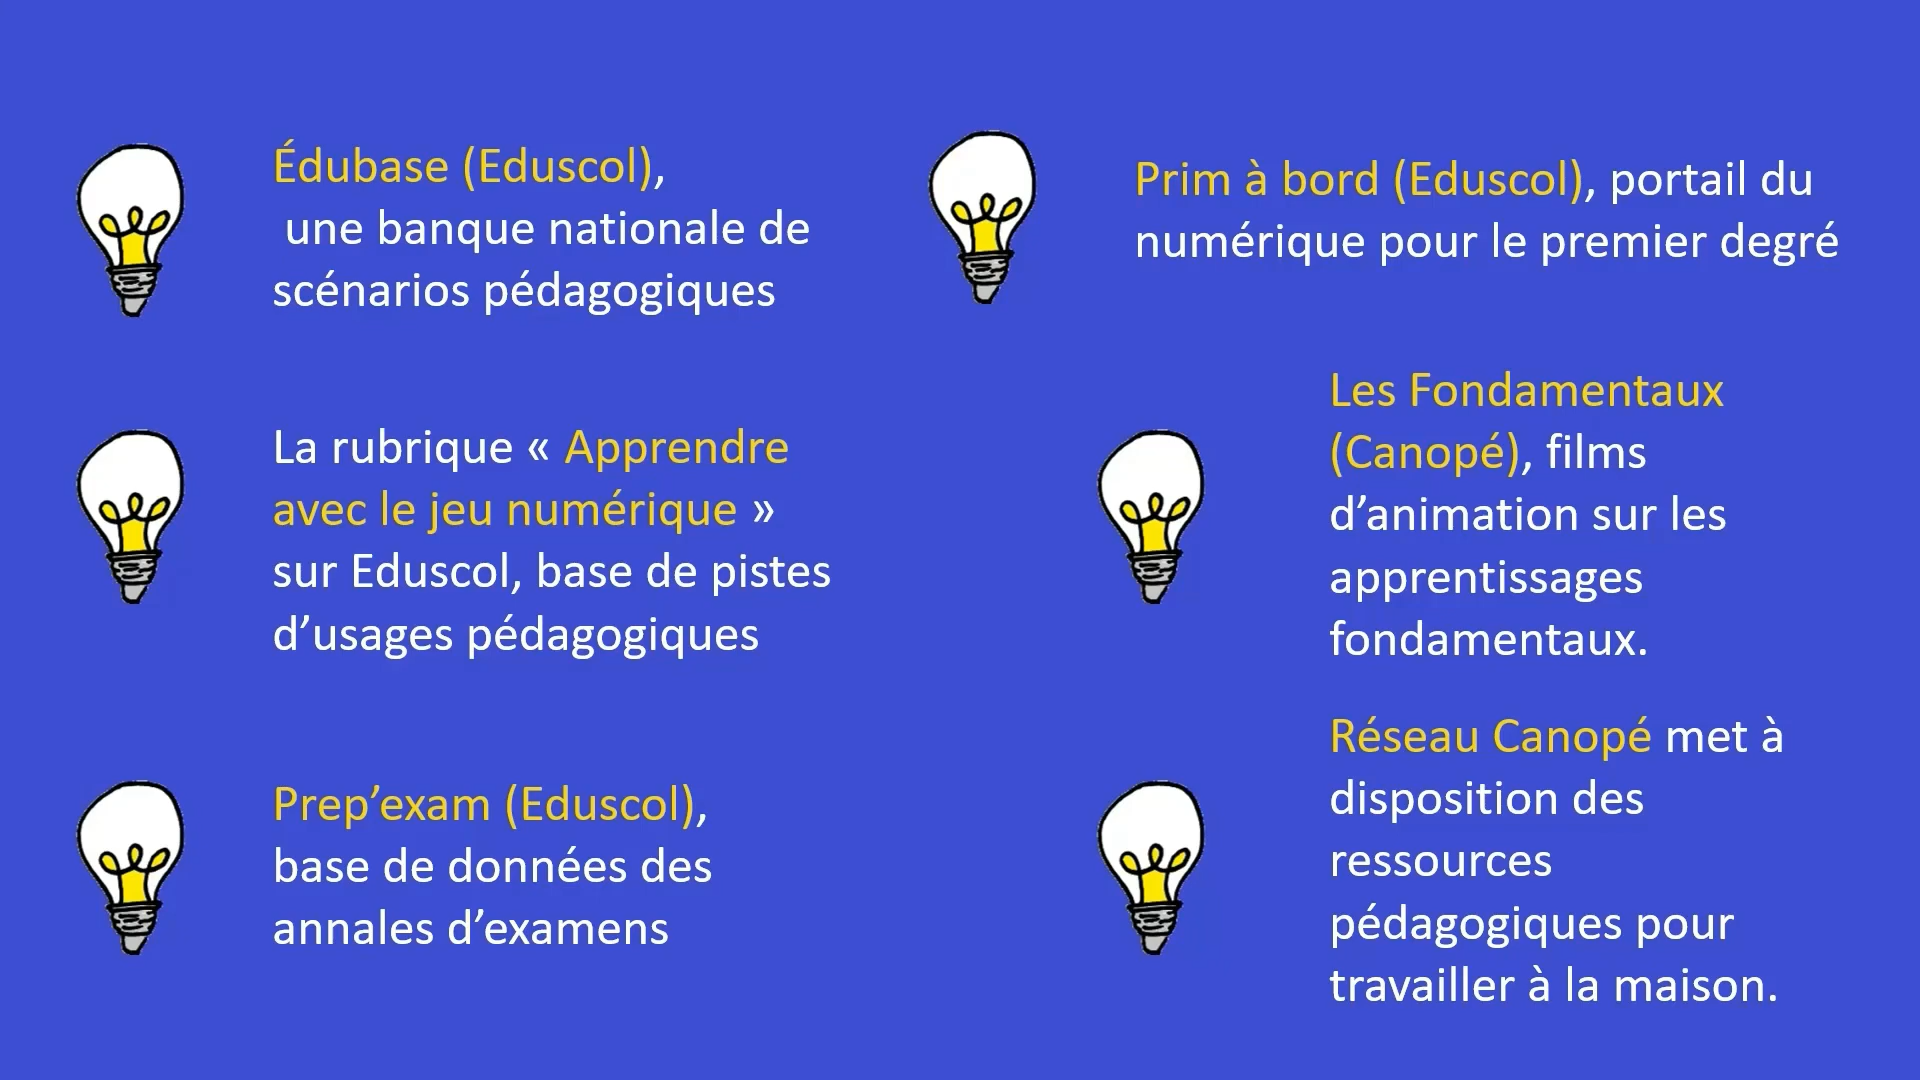 Édubase (Eduscol),
une banque nationale de
scénarios pédagogiques
La rubrique « Apprendre
avec le jeu numérique »
sur Eduscol, base de pistes
d’usages pédagogiques
Prep’exam (Eduscol),
base de données des
annales d’examens
Prim à bord (Eduscol), portail du
numérique pour le premier degré
Les Fondamentaux
(Canopé), films
d’animation sur les
apprentissages
fondamentaux.
Réseau Canopé met à
disposition des
ressources
pédagogiques pour
travailler à la maison.